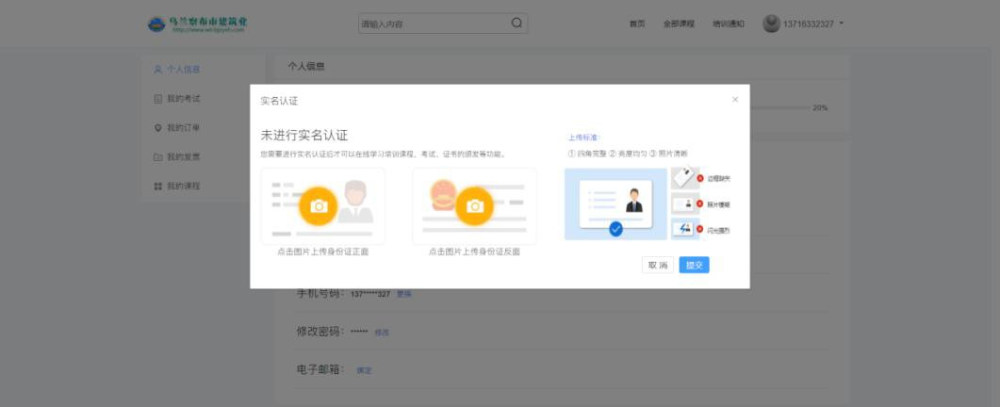 乌兰察布市建筑业
请输入内容
首页 全部课程 培训通知 13716332327
个人信息
我的考试
我的订单
我的发票
我的课程
个人信息
20%
实名认证 ×
未进行实名认证
您需要进行实名认证后才可以在线学习培训课程、考试、证书的颁发等功能。
点击图片上传身份证正面
点击图片上传身份证反面
上传标准:
① 四角完整 ② 亮度均匀 ③ 照片清晰
边框缺失
照片模糊
闪光强烈
取 消 提交
手机号码: 137*****327 更换
修改密码: ****** 修改
电子邮箱: 绑定